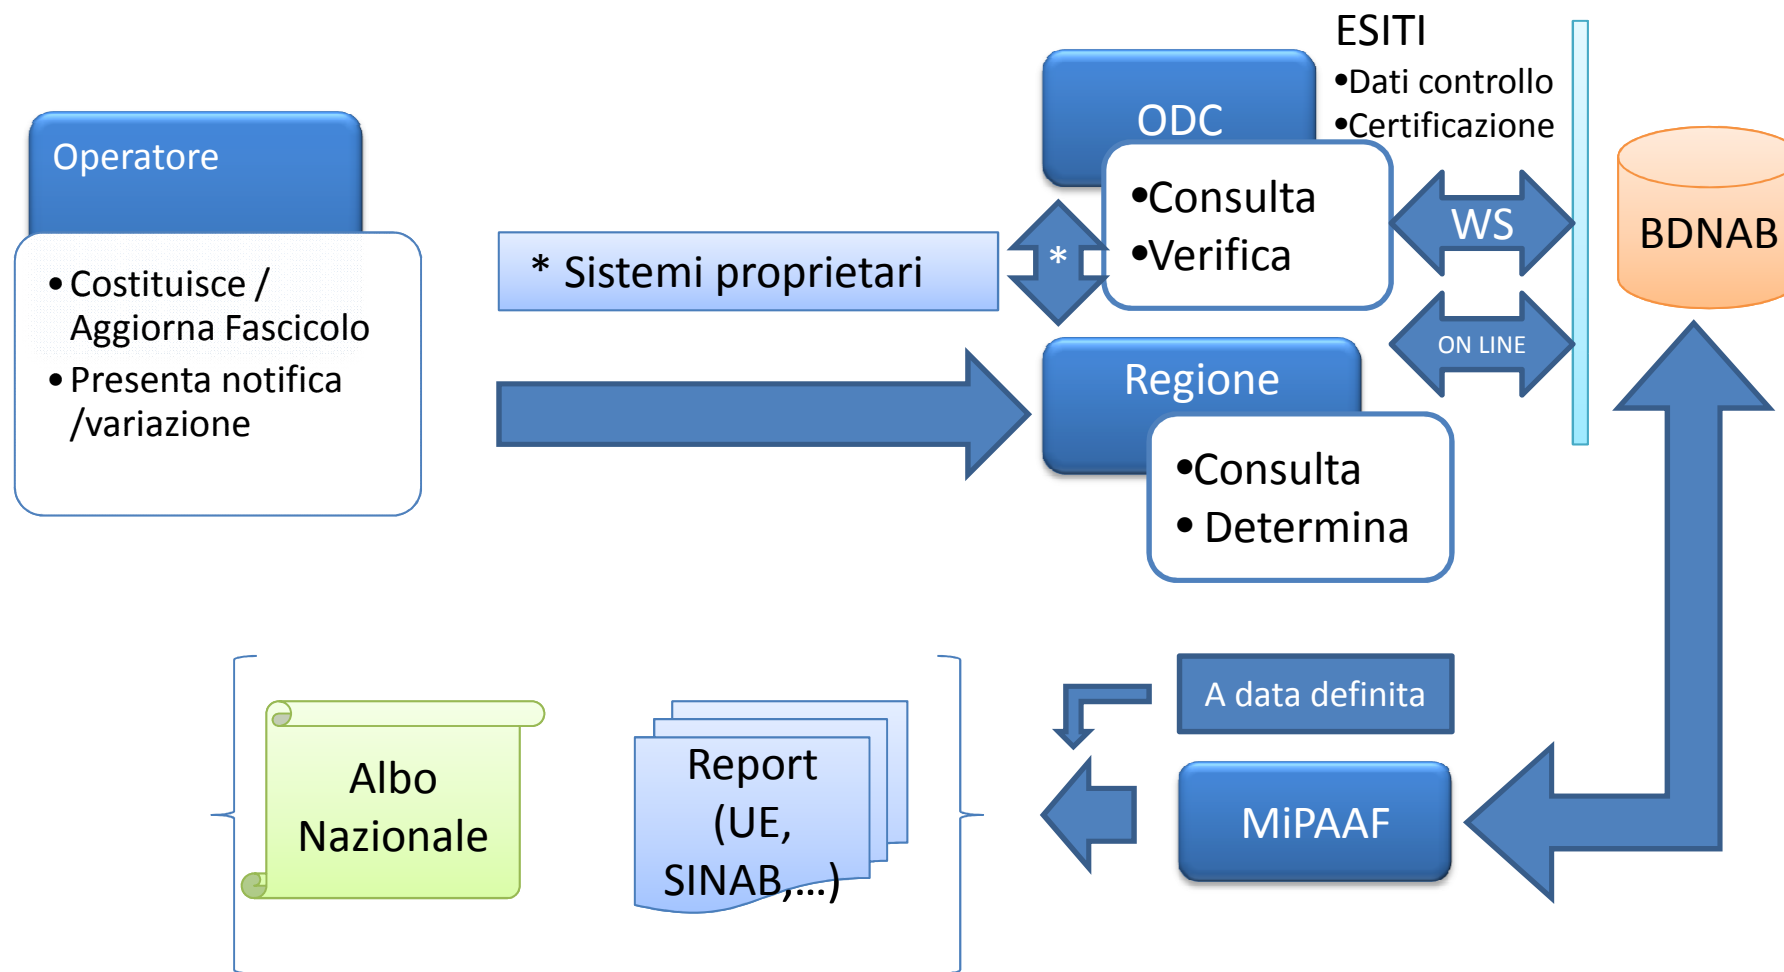 Operatore
• Costituisce /
Aggiorna Fascicolo
• Presenta notifica
/variazione
* Sistemi proprietari
*
ODC
•Consulta
•Verifica
ESITI
•Dati controllo
•Certificazione
WS
ON LINE
BDNAB
Regione
•Consulta
• Determina
A data definita
MiPAAF
Report
(UE,
SINAB,...)
Albo
Nazionale